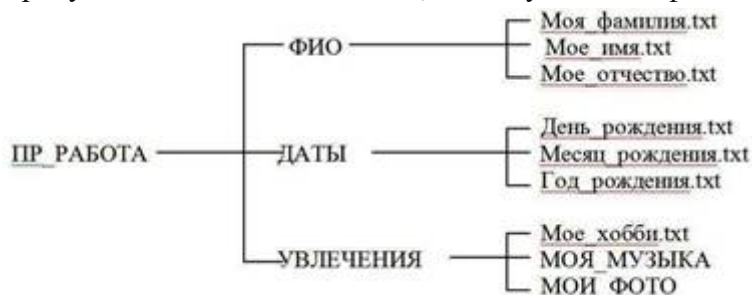 Моя_фамилия.txt
ФИО
Мое_имя.txt
Мое_отчество.txt
День_рождения.txt
ПР_РАБОТА
ДАТЫ
Месяц_рождения.txt
Год_рождения.txt
Мое_хобби.txt
УВЛЕЧЕНИЯ
МОЯ_МУЗЫКА
МОИ_ФОТО